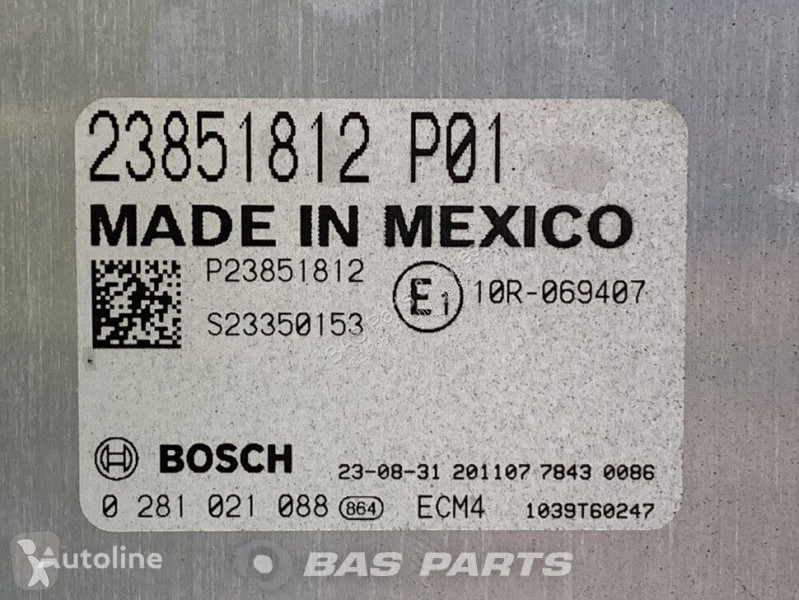 23851812 P01
MADE IN MEXICO
P23851812
S23350153
E1 10R-069407
BOSCH
23-08-31 201107 7843 0086
0 281 021 088 864 ECM4 1039T60247
Autoline
BAS PARTS